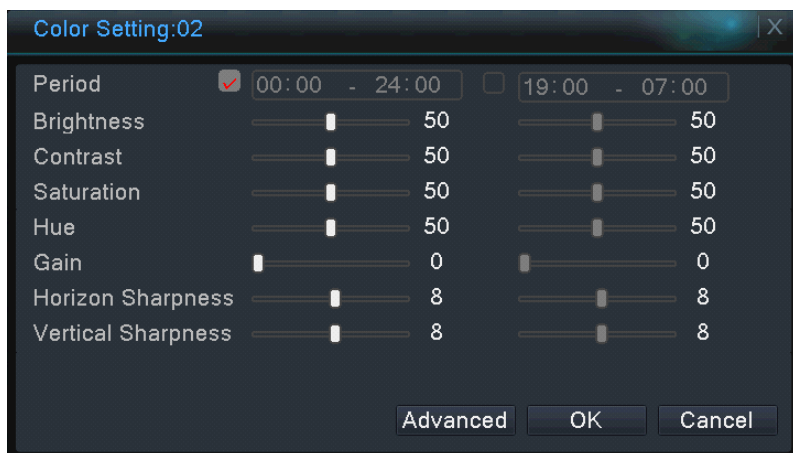 Color Setting:02 X
Period 00:00 - 24:00 19:00 - 07:00
Brightness 50 50
Contrast 50 50
Saturation 50 50
Hue 50 50
Gain 0 0
Horizon Sharpness 8 8
Vertical Sharpness 8 8
Advanced OK Cancel